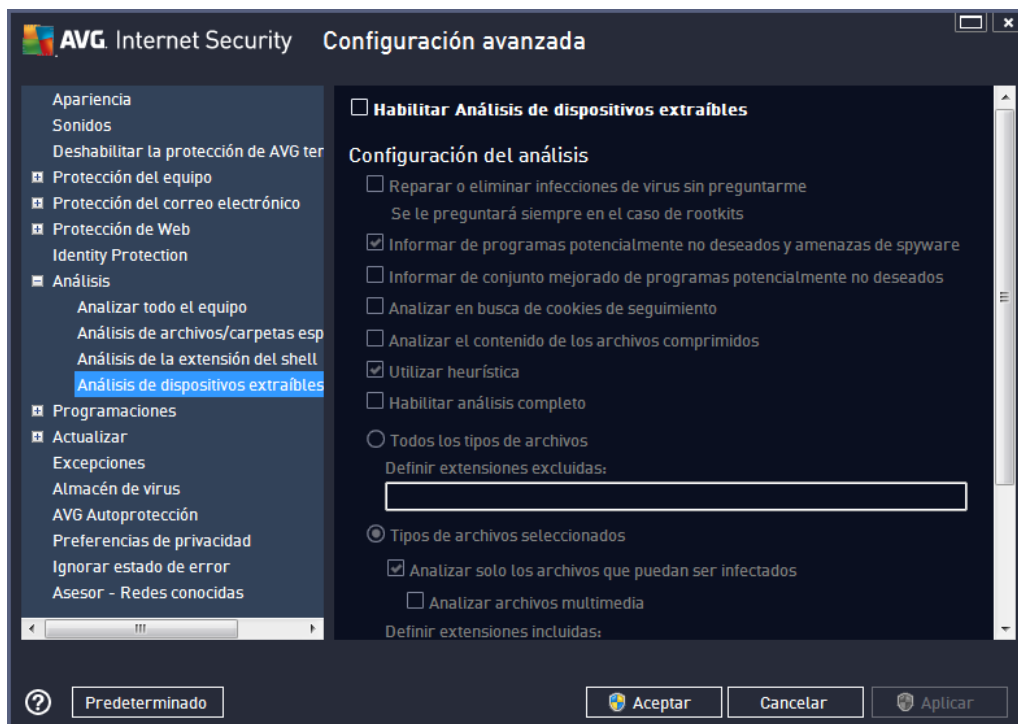 AVG. Internet Security Configuración avanzada
Apariencia
Sonidos
Deshabilitar la protección de AVG ter
Protección del equipo
Protección del correo electrónico
Protección de Web
Identity Protection
Análisis
Analizar todo el equipo
Análisis de archivos/carpetas esp
Análisis de la extensión del shell
Análisis de dispositivos extraíbles
Programaciones
Actualizar
Excepciones
Almacén de virus
AVG Autoprotección
Preferencias de privacidad
Ignorar estado de error
Asesor - Redes conocidas
Habilitar Análisis de dispositivos extraíbles
Configuración del análisis
Reparar o eliminar infecciones de virus sin preguntarme
Se le preguntará siempre en el caso de rootkits
Informar de programas potencialmente no deseados y amenazas de spyware
Informar de conjunto mejorado de programas potencialmente no deseados
Analizar en busca de cookies de seguimiento
Analizar el contenido de los archivos comprimidos
Utilizar heurística
Habilitar análisis completo
Todos los tipos de archivos
Definir extensiones excluidas:
Tipos de archivos seleccionados
Analizar solo los archivos que puedan ser infectados
Analizar archivos multimedia
Definir extensiones incluidas:
Predeterminado
Aceptar
Cancelar
Aplicar